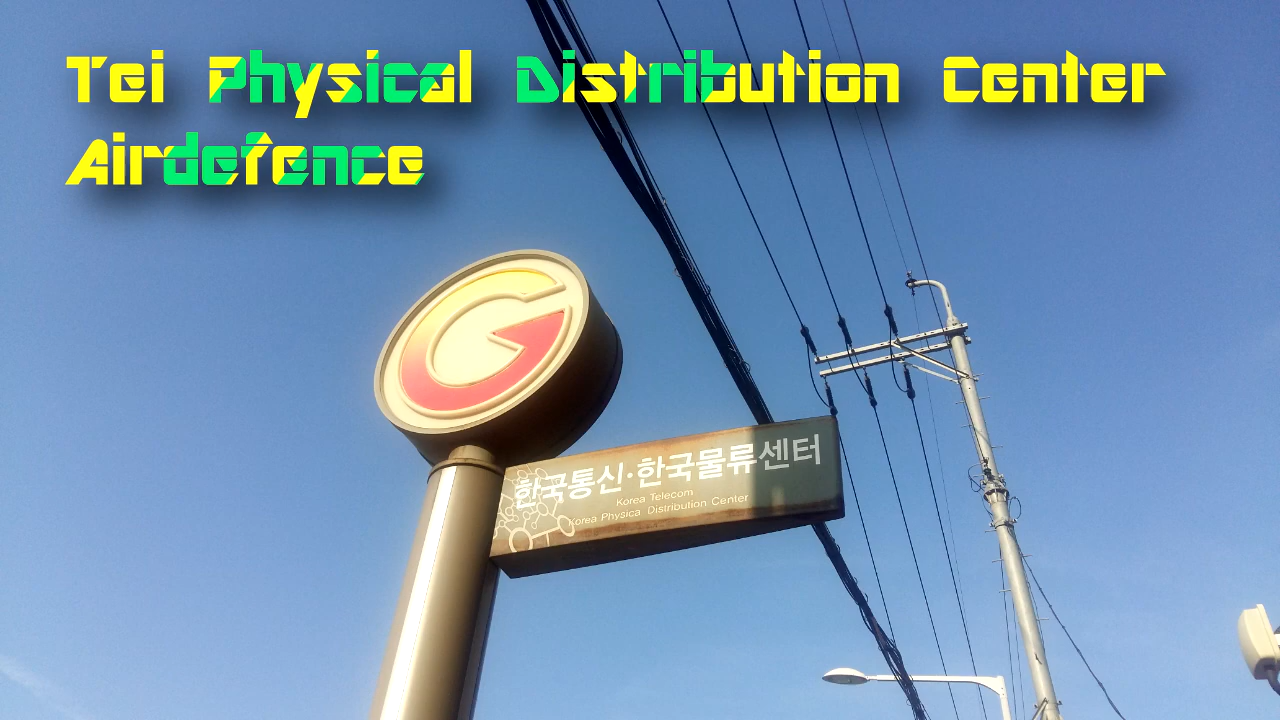 Tei Physical Distribution Center
Airdefence
G
한국통신·한국물류센터
Korea Telecom
Korea Physica Distribution Center